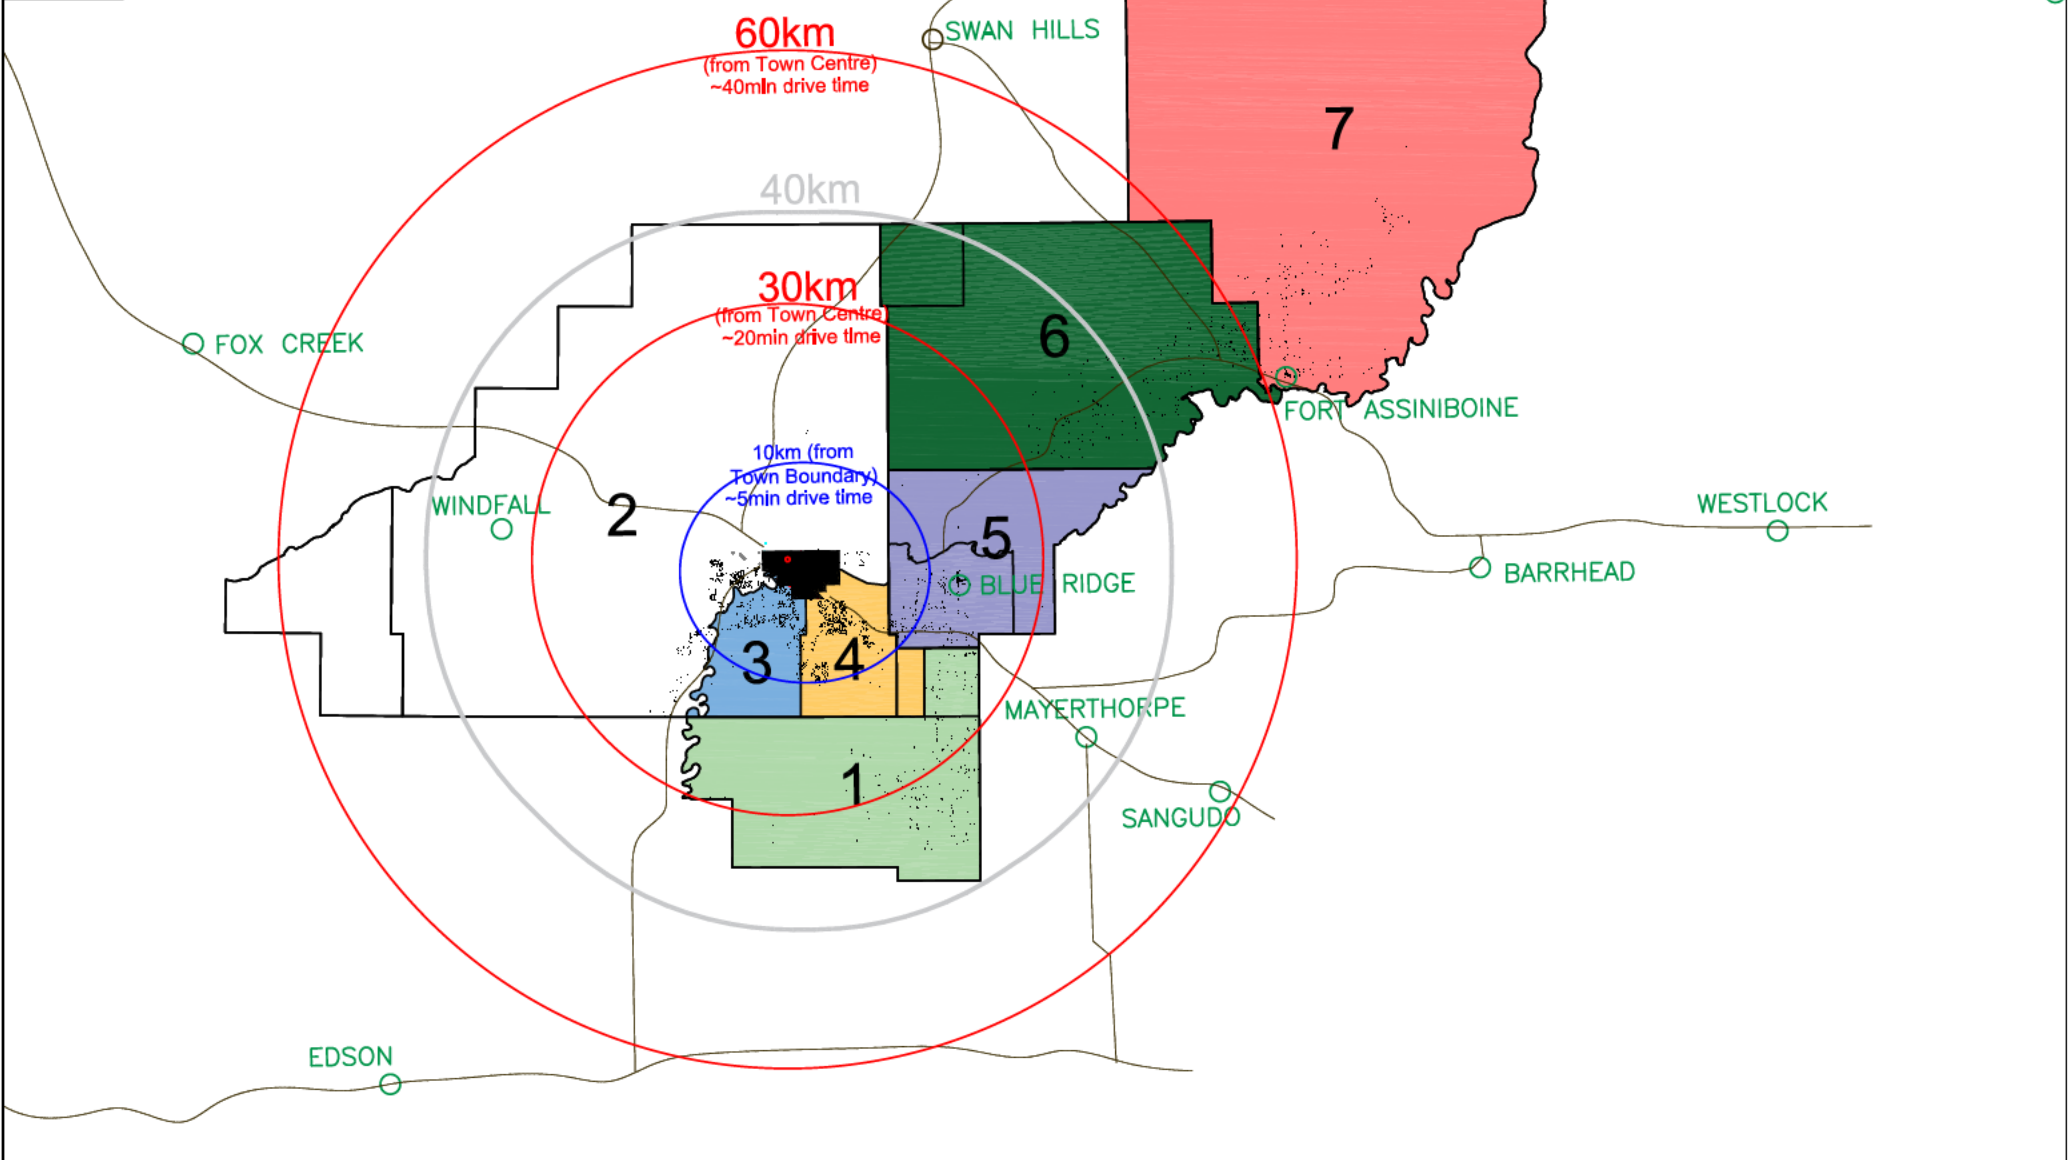 60km
(from Town Centre)
~40min drive time
SWAN HILLS
7
40km
30km
(from Town Centre)
~20min drive time
6
FOX CREEK
FORT ASSINIBOINE
10km (from
Town Boundary)
~5min drive time
WINDFALL
2
5
WESTLOCK
BLUE RIDGE
BARRHEAD
3
4
MAYERTHORPE
1
SANGUDO
EDSON